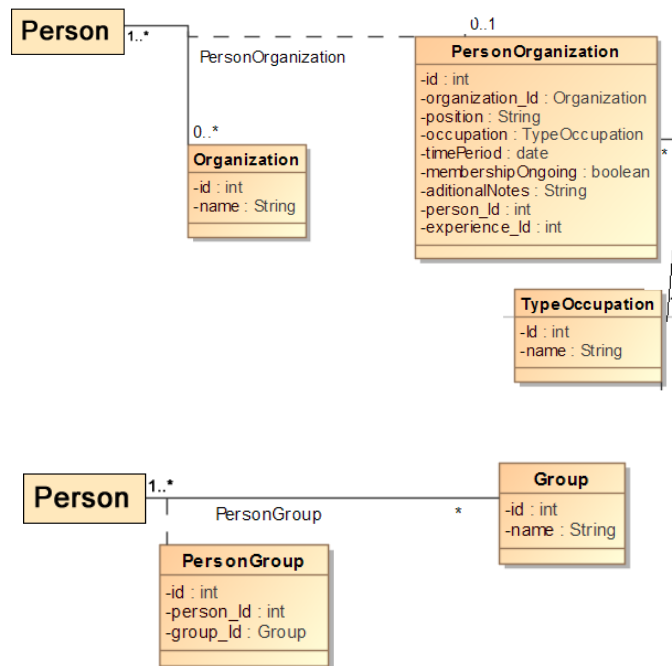 Person
1..*
0..1
PersonOrganization
PersonOrganization
-id : int
-organization_Id : Organization
-position : String
-occupation : TypeOccupation
-timePeriod : date
-membershipOngoing : boolean
-aditionalNotes : String
-person_Id : int
-experience_Id : int
*
0..*
Organization
-id : int
-name : String
TypeOccupation
-Id : int
-name : String
Person
1..*
PersonGroup
*
Group
-id : int
-name : String
PersonGroup
-id : int
-person_Id : int
-group_Id : Group